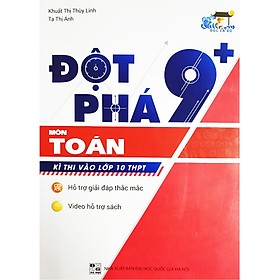 Khuất Thị Thùy Linh
Tạ Thị Ánh
ĐỘT
PHÁ 9+
MÔN
TOÁN
KÌ THI VÀO LỚP 10 THPT
Hỗ trợ giải đáp thắc mắc
Video hỗ trợ sách
NHÀ XUẤT BẢN ĐẠI HỌC QUỐC GIA HÀ NỘI